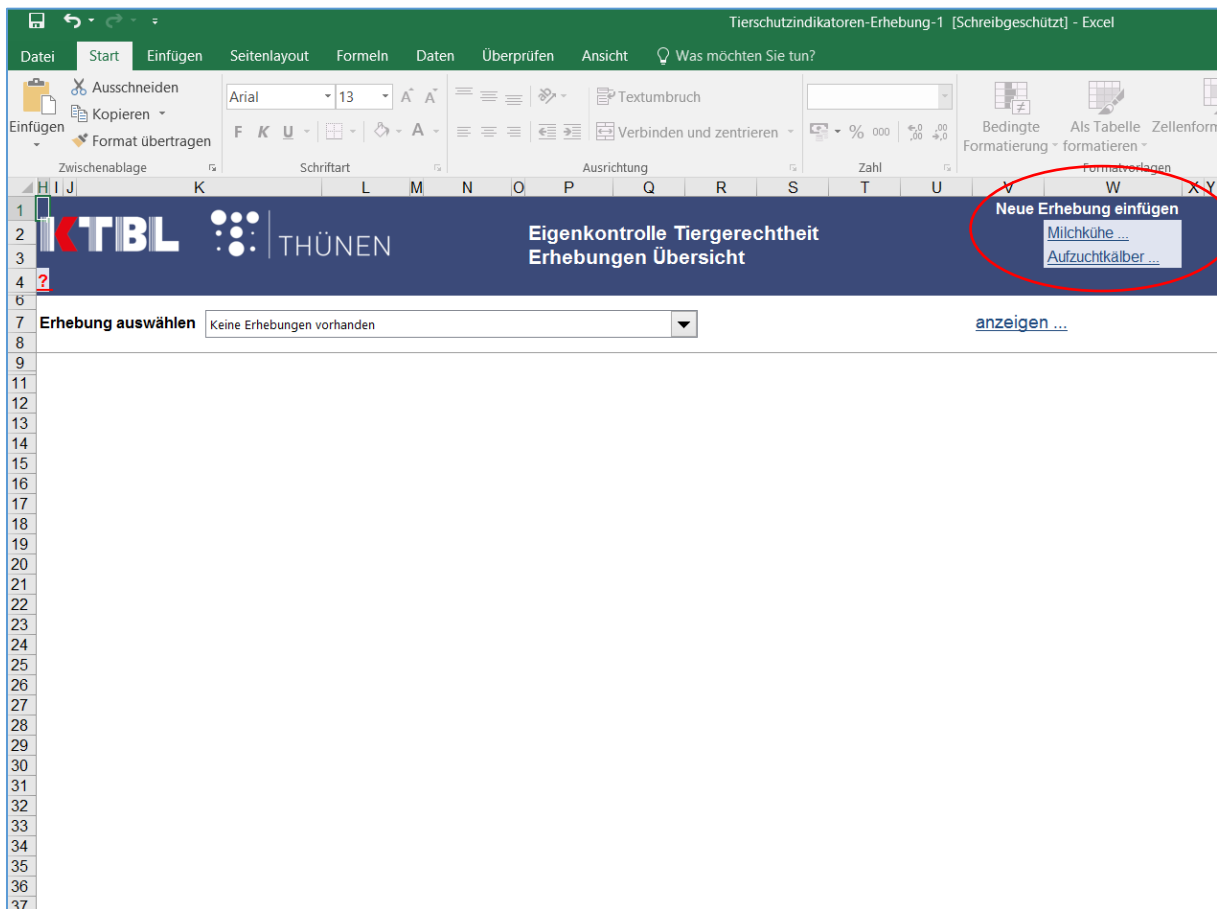 Tierschutzindikatoren-Erhebung-1 [Schreibgeschützt] - Excel
Datei Start Einfügen Seitenlayout Formeln Daten Überprüfen Ansicht Was möchten Sie tun?
Ausschneiden
Kopieren
Format übertragen
Einfügen
Zwischenablage
Arial 13 A A
F K U A
Schriftart
Textumbruch
Verbinden und zentrieren
Ausrichtung
% 000 ,00 ,00
Zahl
Bedingte Formatierung
Als Tabelle formatieren
Zellenform
Formatvorlagen
H I J K L M N O P Q R S T U V W X Y
1
2
3
4
6
7
8
9
11
12
13
14
15
16
17
18
19
20
21
22
23
24
25
26
27
28
29
30
31
32
33
34
35
36
37
KTBL THÜNEN
Eigenkontrolle Tiergerechtheit
Erhebungen Übersicht
Neue Erhebung einfügen
Milchkühe ...
Aufzuchtkälber ...
?
Erhebung auswählen Keine Erhebungen vorhanden anzeigen ...